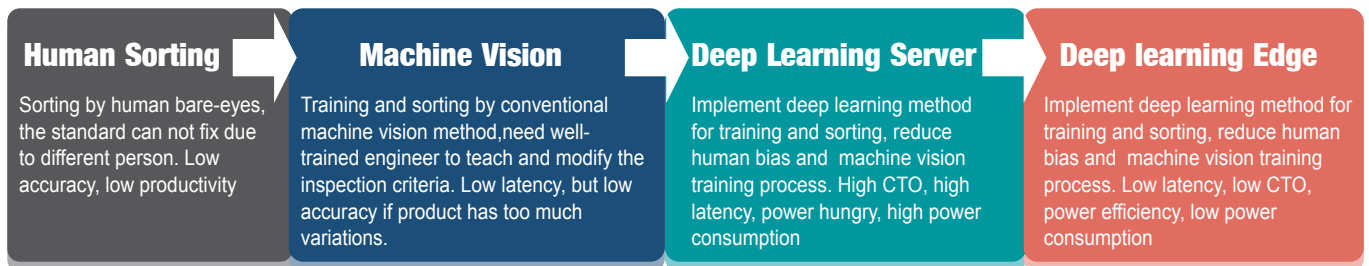 Human Sorting
Sorting by human bare-eyes,
the standard can not fix due
to different person. Low
accuracy, low productivity
Machine Vision
Training and sorting by conventional
machine vision method,need well-
trained engineer to teach and modify the
inspection criteria. Low latency, but low
accuracy if product has too much
variations.
Deep Learning Server
Implement deep learning method
for training and sorting, reduce
human bias and  machine vision
training process. High CTO, high
latency, power hungry, high power
consumption
Deep learning Edge
Implement deep learning method for
training and sorting, reduce human
bias and  machine vision training
process. Low latency, low CTO,
power efficiency, low power
consumption